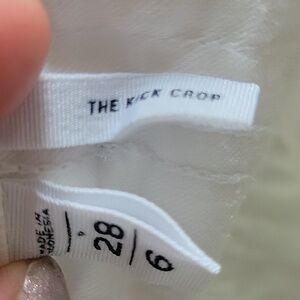 THE KICK CROP
MADE IN
INDONESIA
28
6